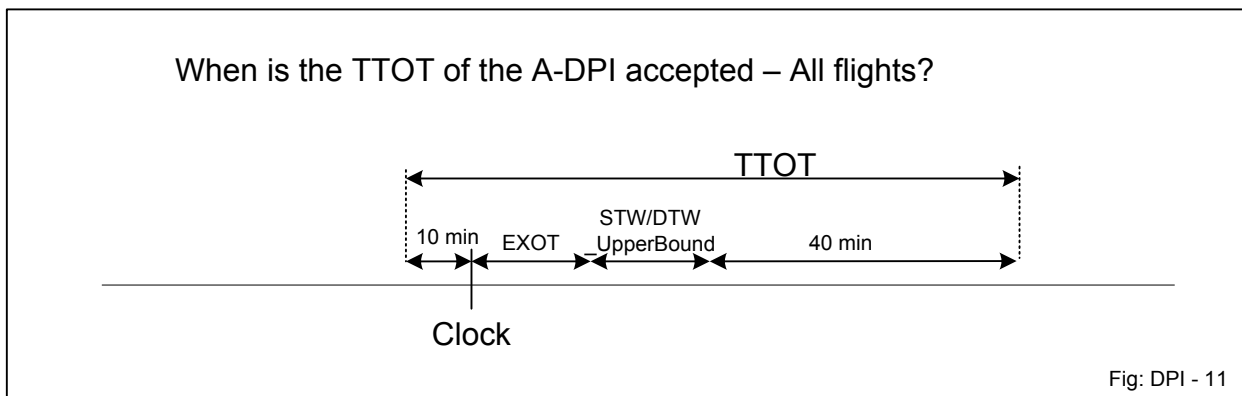 When is the TTOT of the A-DPI accepted – All flights?
TTOT
10 min
EXOT
STW/DTW
_UpperBound
40 min
Clock
Fig: DPI - 11